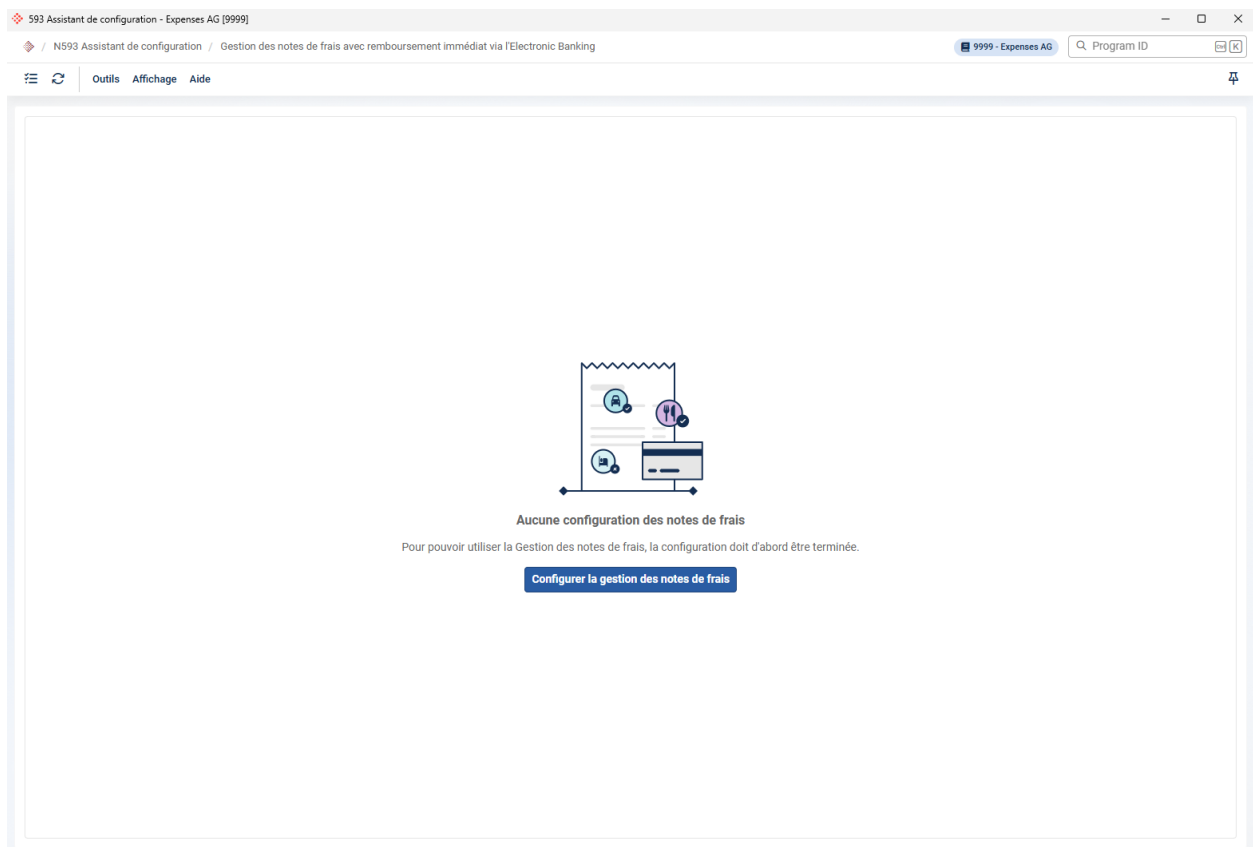 593 Assistant de configuration - Expenses AG [9999]
/ N593 Assistant de configuration / Gestion des notes de frais avec remboursement immédiat via l'Electronic Banking
9999 - Expenses AG
Program ID
Ctrl K
Outils Affichage Aide
Aucune configuration des notes de frais
Pour pouvoir utiliser la Gestion des notes de frais, la configuration doit d'abord être terminée.
Configurer la gestion des notes de frais